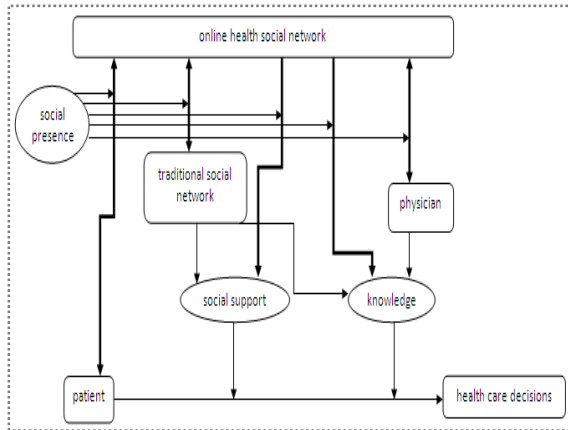 online health social network
social
presence
traditional social
network
physician
social support
knowledge
patient
health care decisions